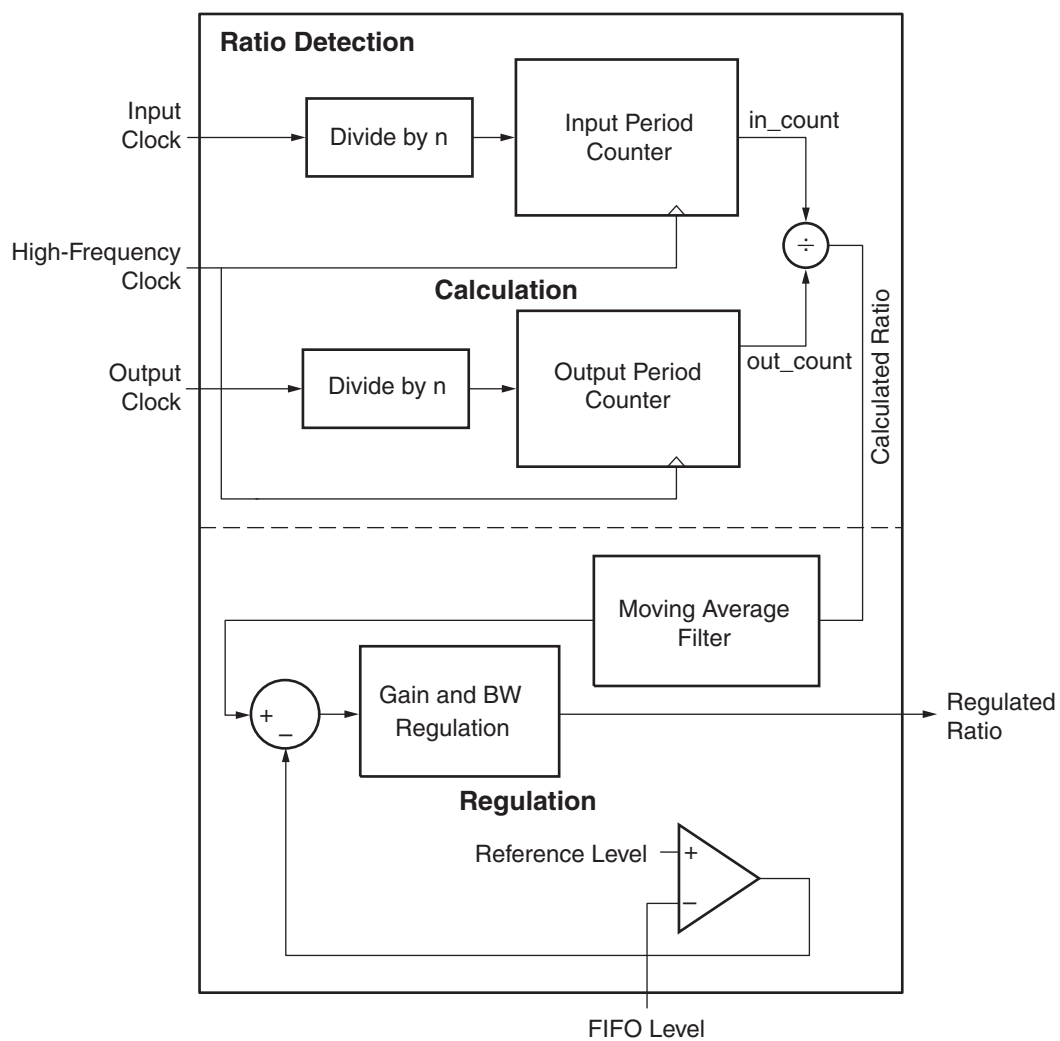 Ratio Detection
Input
Clock
Divide by n
Input Period
Counter
in_count
High-Frequency
Clock
÷
Calculation
Output
Clock
Divide by n
Output Period
Counter
out_count
Calculated Ratio
Moving Average
Filter
+
−
Gain and BW
Regulation
Regulated
Ratio
Regulation
Reference Level
+
−
FIFO Level